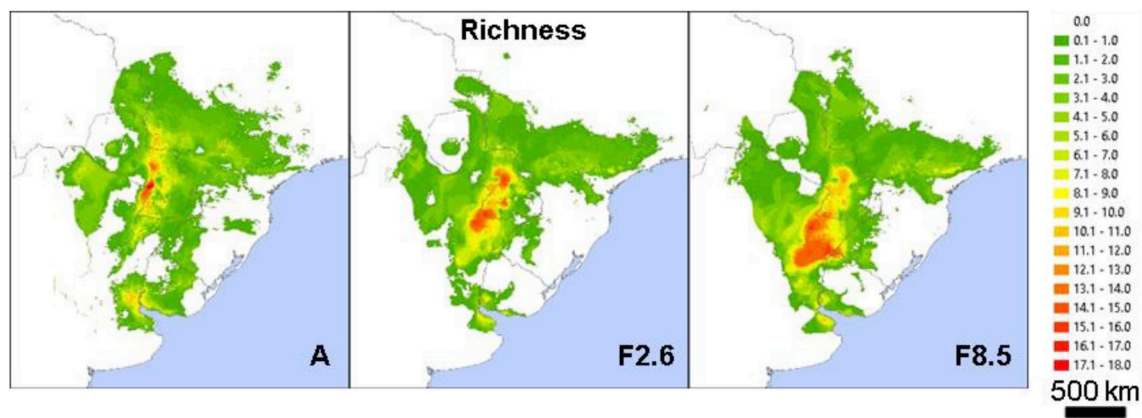 Richness
A
F2.6
F8.5
0.0
0.1 - 1.0
1.1 - 2.0
2.1 - 3.0
3.1 - 4.0
4.1 - 5.0
5.1 - 6.0
6.1 - 7.0
7.1 - 8.0
8.1 - 9.0
9.1 - 10.0
10.1 - 11.0
11.1 - 12.0
12.1 - 13.0
13.1 - 14.0
14.1 - 15.0
15.1 - 16.0
16.1 - 17.0
17.1 - 18.0
500 km